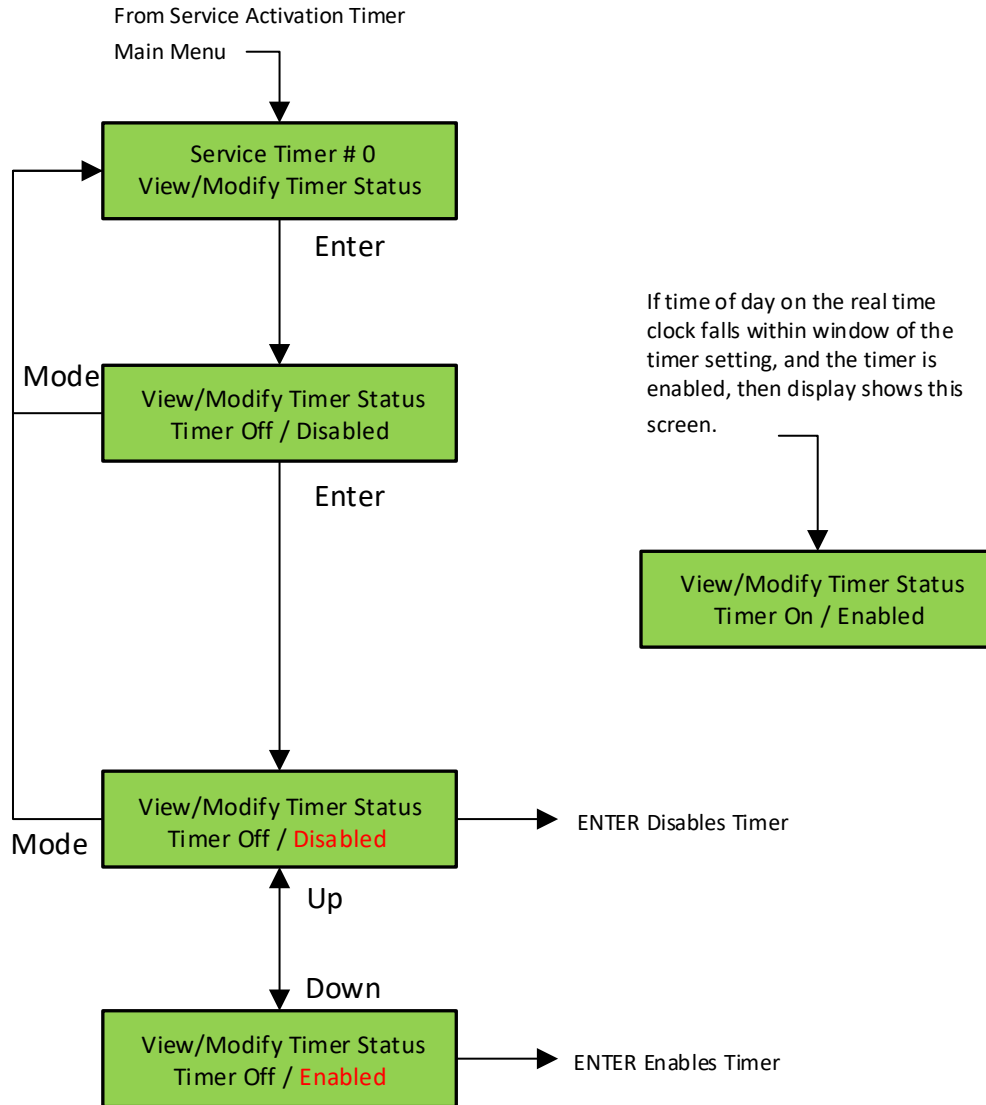 From Service Activation Timer
Main Menu
Service Timer # 0
View/Modify Timer Status
Enter
If time of day on the real time
clock falls within window of the
timer setting, and the timer is
enabled, then display shows this
screen.
Mode
View/Modify Timer Status
Timer Off / Disabled
Enter
View/Modify Timer Status
Timer On / Enabled
View/Modify Timer Status
Timer Off / Disabled
ENTER Disables Timer
Mode
Up
Down
View/Modify Timer Status
Timer Off / Enabled
ENTER Enables Timer